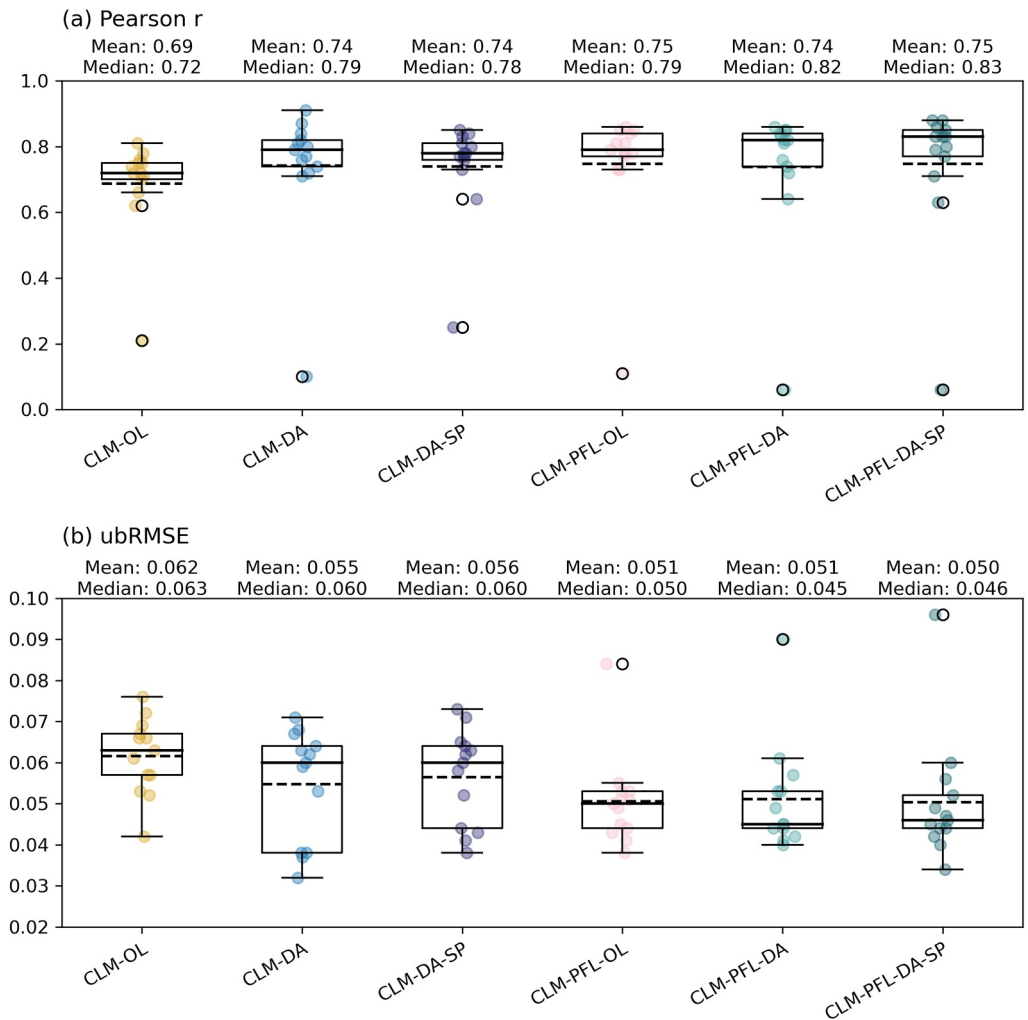 (a) Pearson r
Mean: 0.69 Mean: 0.74 Mean: 0.74 Mean: 0.75 Mean: 0.74 Mean: 0.75
Median: 0.72 Median: 0.79 Median: 0.78 Median: 0.79 Median: 0.82 Median: 0.83
1.0
0.8
0.6
0.4
0.2
0.0
CLM-OL CLM-DA CLM-DA-SP CLM-PFL-OL CLM-PFL-DA CLM-PFL-DA-SP
(b) ubRMSE
Mean: 0.062 Mean: 0.055 Mean: 0.056 Mean: 0.051 Mean: 0.051 Mean: 0.050
Median: 0.063 Median: 0.060 Median: 0.060 Median: 0.050 Median: 0.045 Median: 0.046
0.10
0.09
0.08
0.07
0.06
0.05
0.04
0.03
0.02
CLM-OL CLM-DA CLM-DA-SP CLM-PFL-OL CLM-PFL-DA CLM-PFL-DA-SP